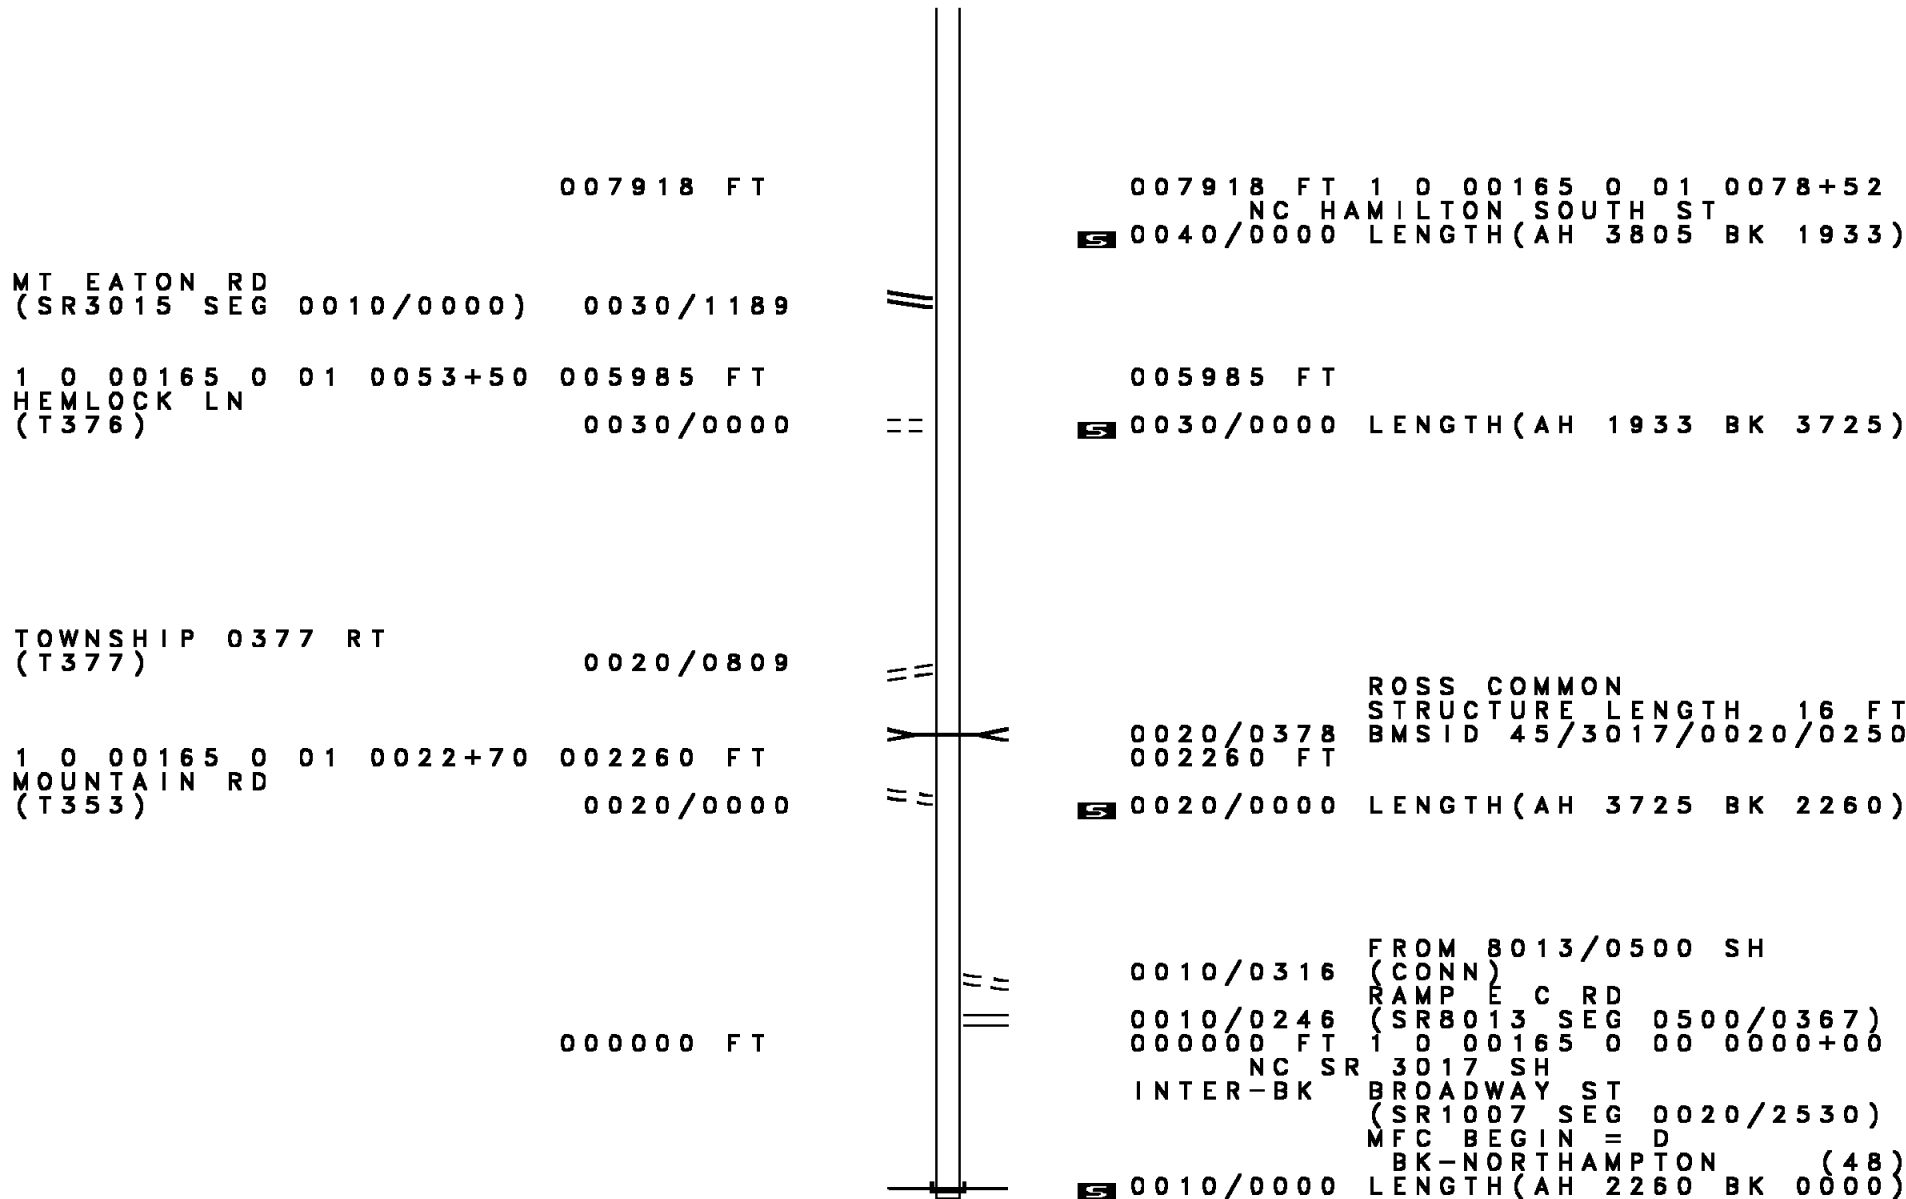 007918 FT 007918 FT 1 0 00165 0 01 0078+52
NC HAMILTON SOUTH ST
S 0040/0000 LENGTH(AH 3805 BK 1933)
MT EATON RD
(SR3015 SEG 0010/0000) 0030/1189
1 0 00165 0 01 0053+50 005985 FT 005985 FT
HEMLOCK LN
(T376) 0030/0000 S 0030/0000 LENGTH(AH 1933 BK 3725)
TOWNSHIP 0377 RT
(T377) 0020/0809
ROSS COMMON
STRUCTURE LENGTH 16 FT
0020/0378 BMSID 45/3017/0020/0250
1 0 00165 0 01 0022+70 002260 FT 002260 FT
MOUNTAIN RD
(T353) 0020/0000 S 0020/0000 LENGTH(AH 3725 BK 2260)
FROM 8013/0500 SH
0010/0316 (CONN)
RAMP E C RD
0010/0246 (SR8013 SEG 0500/0367)
000000 FT 000000 FT 1 0 00165 0 00 0000+00
NC SR 3017 SH
INTER-BK BROADWAY ST
(SR1007 SEG 0020/2530)
MFC BEGIN = D
BK-NORTHAMPTON (48)
S 0010/0000 LENGTH(AH 2260 BK 0000)